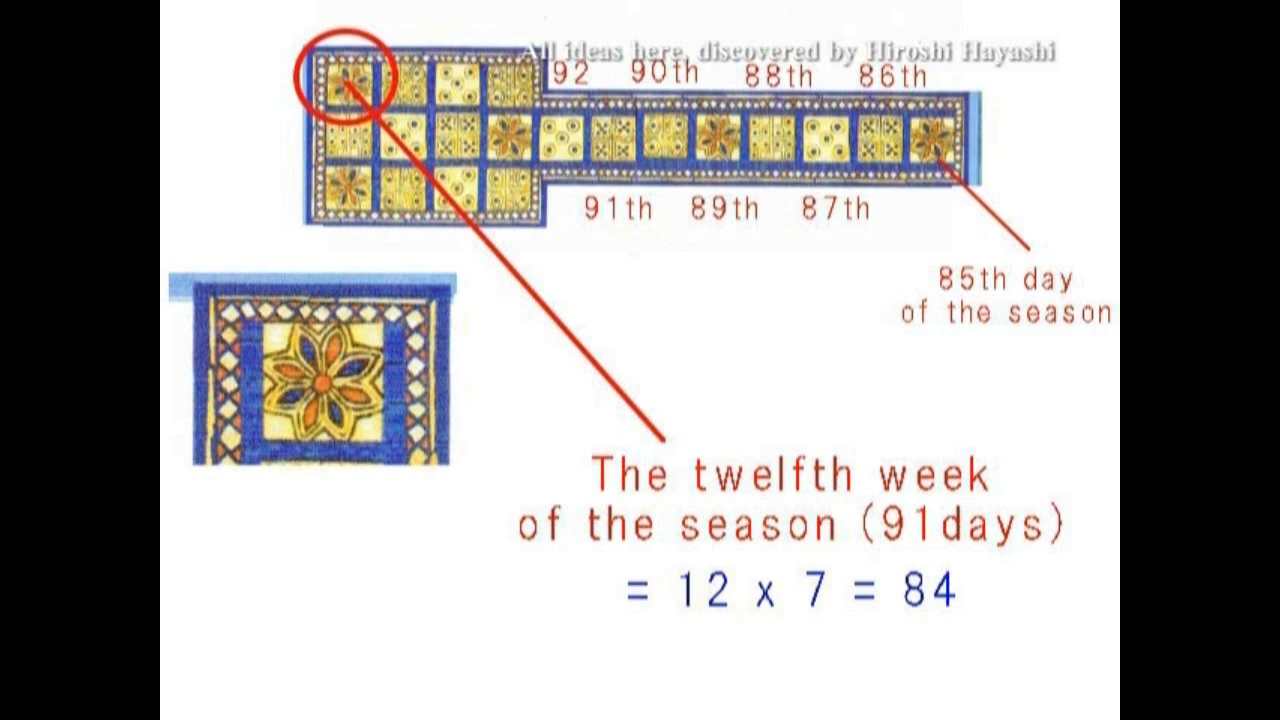 All ideas here, discovered by Hiroshi Hayashi
92 90th 88th 86th
91th 89th 87th
85th day
of the season
The twelfth week
of the season (91days)
= 12 x 7 = 84